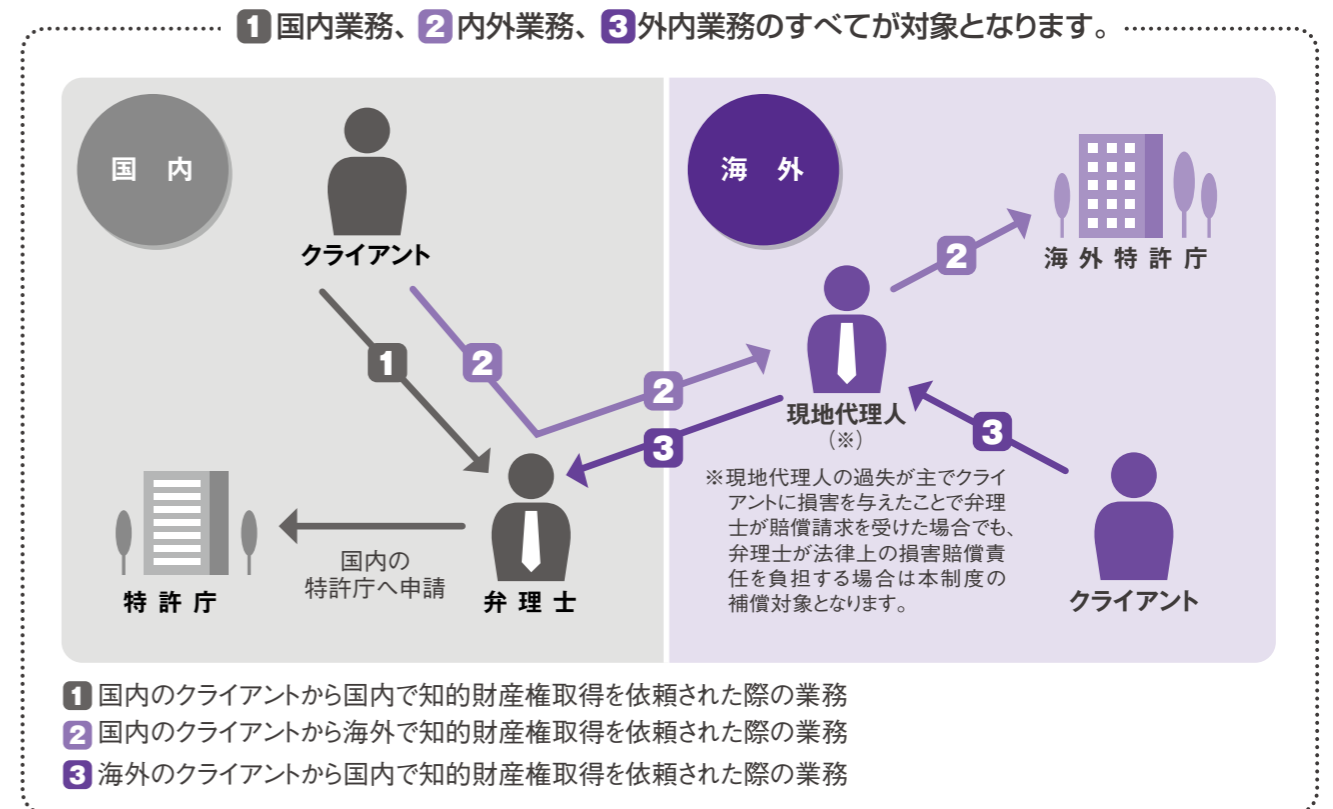 1 国内業務、2 内外業務、3 外内業務のすべてが対象となります。
国 内
クライアント
1
2
2
3
国内の
特許庁へ申請
特 許 庁
弁 理 士
海 外
2
海 外 特 許 庁
現地代理人
（※）
3
※現地代理人の過失が主でクライ
アントに損害を与えたことで弁理
士が賠償請求を受けた場合でも、
弁理士が法律上の損害賠償責
任を負担する場合は本制度の
補償対象となります。
クライアント
1 国内のクライアントから国内で知的財産権取得を依頼された際の業務
2 国内のクライアントから海外で知的財産権取得を依頼された際の業務
3 海外のクライアントから国内で知的財産権取得を依頼された際の業務